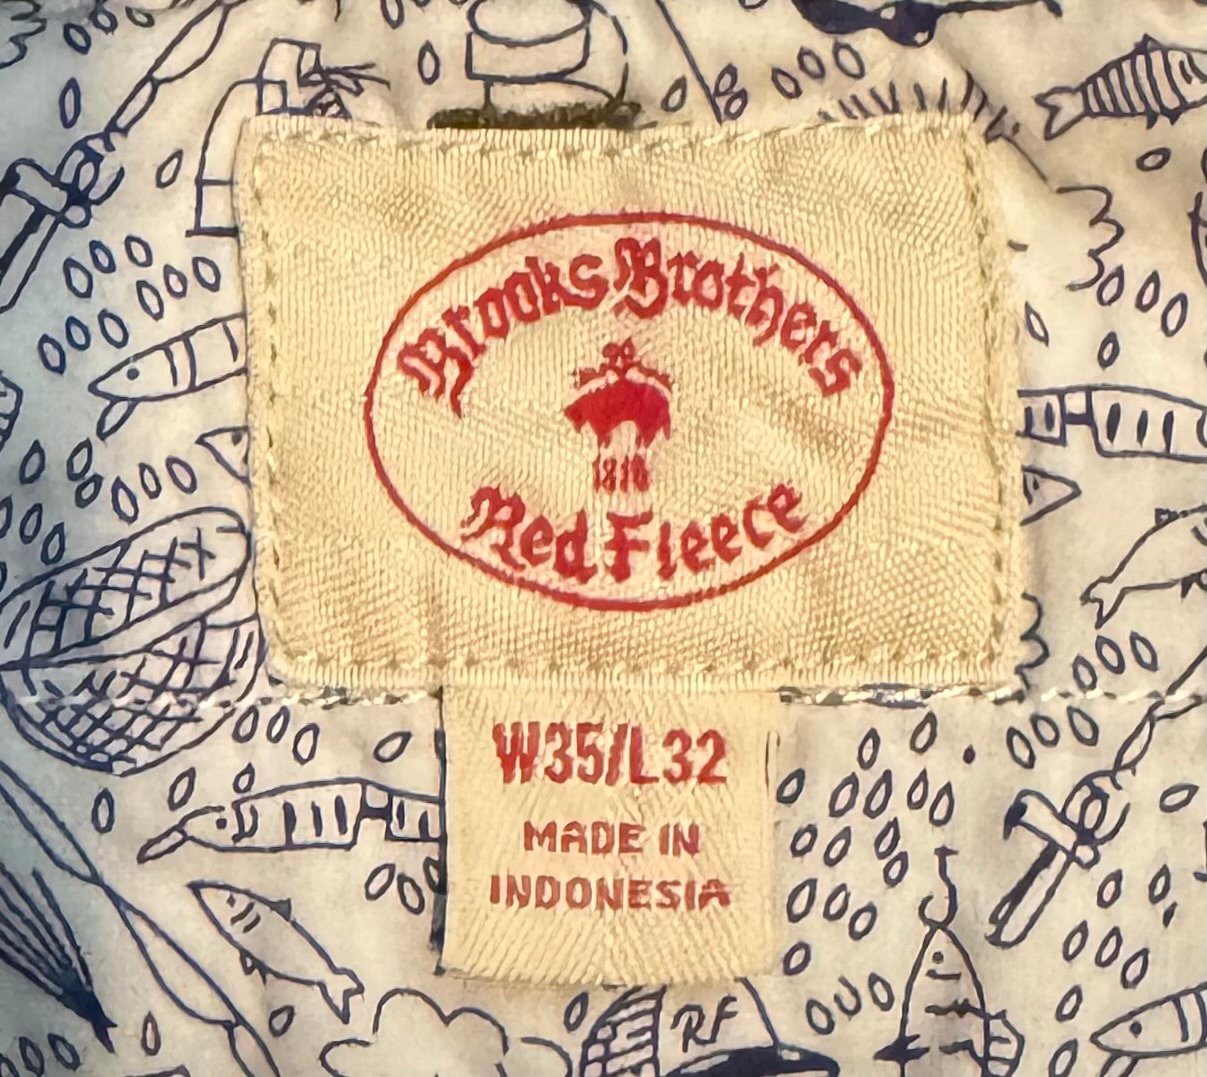 Brooks Brothers
1818
Red Fleece
W35/L32
MADE IN
INDONESIA
RF